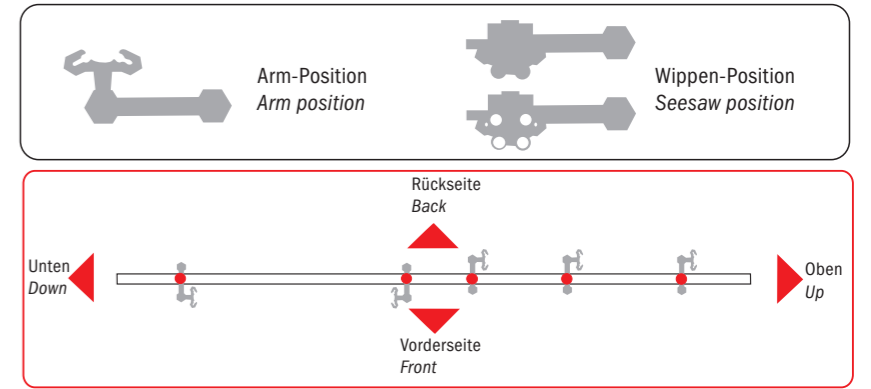 Arm-Position
Arm position
Wippen-Position
Seesaw position
Rückseite
Back
Unten
Down
Oben
Up
Vorderseite
Front